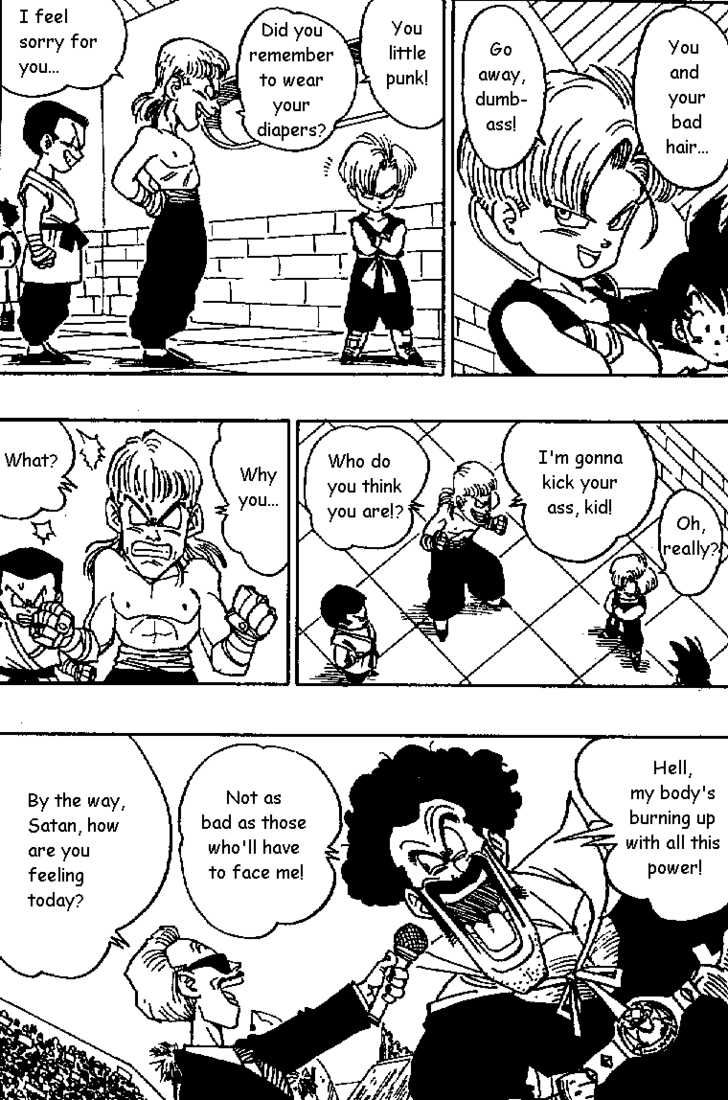 I feel
sorry for
you...
Did you
remember
to wear
your
diapers?
You
little
punk!
Go
away,
dumb-
ass!
You
and
your
bad
hair...
What?
Why
you...
Who do
you think
you are!?
I'm gonna
kick your
ass, kid!
Oh,
really?
By the way,
Satan, how
are you
feeling
today?
Not as
bad as those
who'll have
to face me!
Hell,
my body's
burning up
with all this
power!